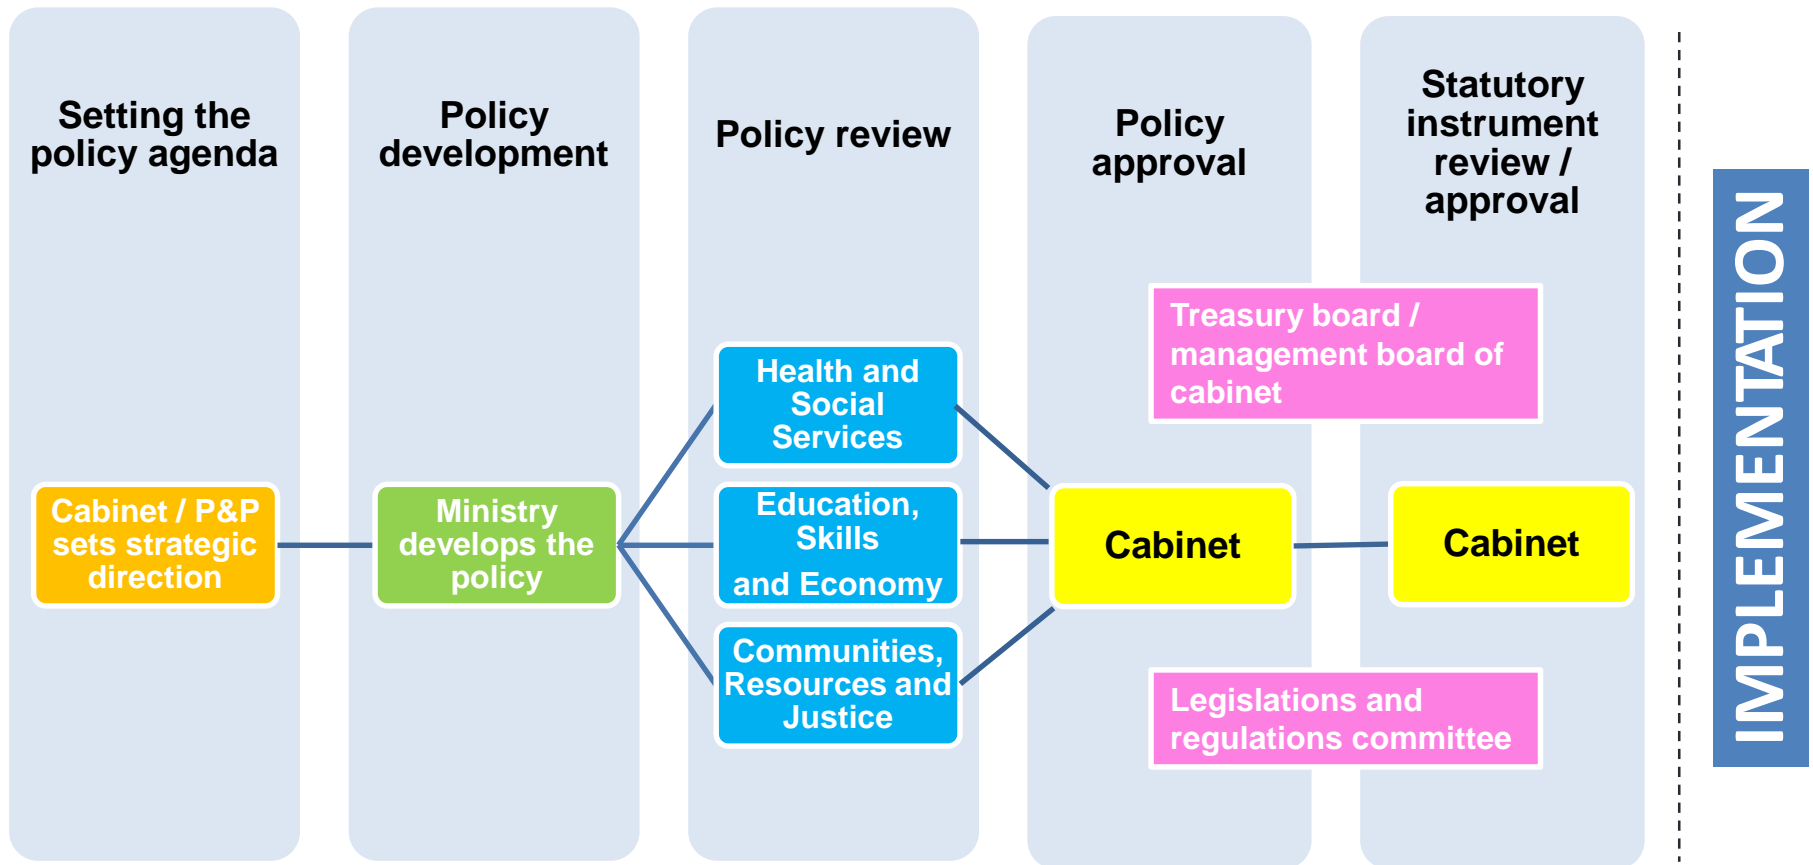 Setting the
policy agenda
Policy
development
Policy review
Policy
approval
Statutory
instrument
review /
approval
Treasury board /
management board of
cabinet
Health and
Social
Services
Cabinet / P&P
sets strategic
direction
Ministry
develops the
policy
Education,
Skills
and Economy
Cabinet
Cabinet
Communities,
Resources and
Justice
Legislations and
regulations committee
IMPLEMENTATION